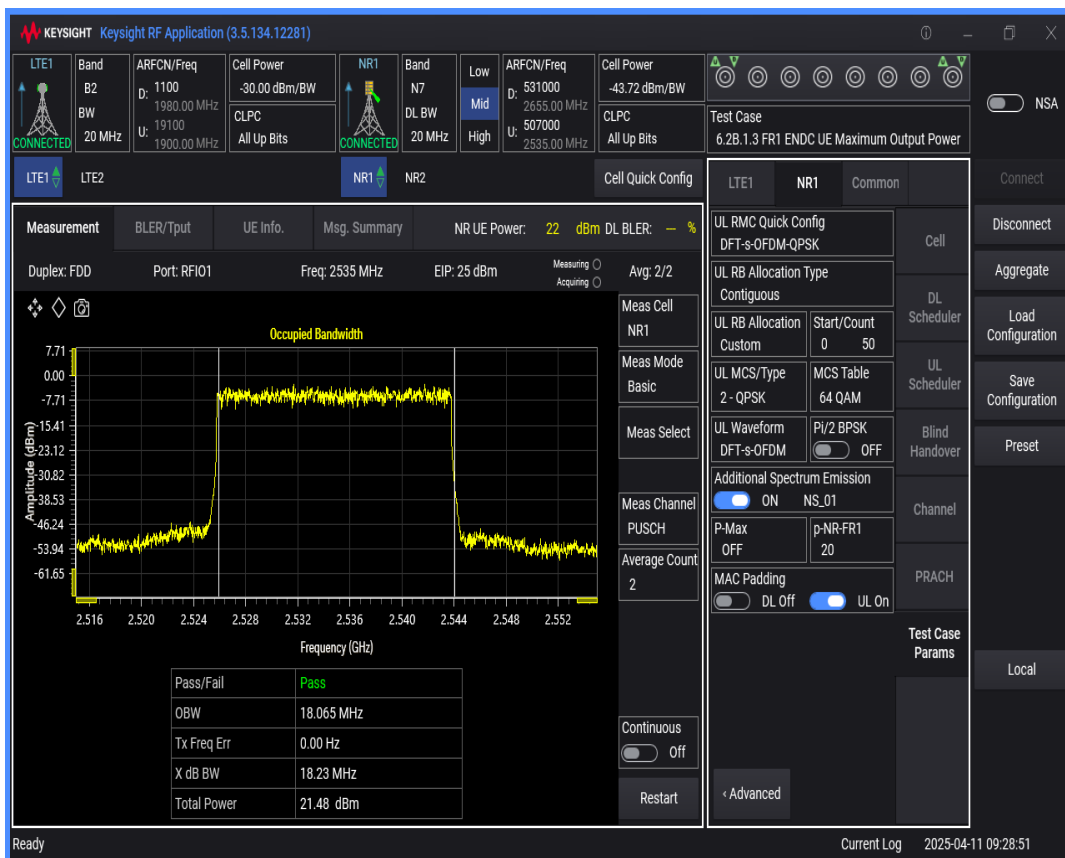 KEYSIGHT Keysight RF Application (3.5.134.12281)
LTE1 Band ARFCN/Freq Cell Power NR1 Band Low ARFCN/Freq Cell Power
B2 D: 1100 -30.00 dBm/BW N7 D: 531000 -43.72 dBm/BW
1980.00 MHz 2655.00 MHz
BW CLPC DL BW Mid CLPC
U: 19100 U: 507000
CONNECTED 20 MHz 1900.00 MHz All Up Bits CONNECTED 20 MHz High 2535.00 MHz All Up Bits
NSA
Test Case
6.2B.1.3 FR1 ENDC UE Maximum Output Power
LTE1 LTE2 NR1 NR2 Cell Quick Config
Measurement BLER/Tput UE Info. Msg. Summary NR UE Power: 22 dBm DL BLER: -- %
Duplex: FDD Port: RFIO1 Freq: 2535 MHz EIP: 25 dBm Measuring Avg: 2/2
Acquiring
Occupied Bandwidth
7.71
0.00
-7.71
-15.41
-23.12
-30.82
-38.53
-46.24
-53.94
-61.65
Amplitude (dBm)
2.516 2.520 2.524 2.528 2.532 2.536 2.540 2.544 2.548 2.552
Frequency (GHz)
Pass/Fail Pass
OBW 18.065 MHz
Tx Freq Err 0.00 Hz
X dB BW 18.23 MHz
Total Power 21.48 dBm
Meas Cell
NR1
Meas Mode
Basic
Meas Select
Meas Channel
PUSCH
Average Count
2
Continuous
Off
Restart
LTE1 NR1 Common
UL RMC Quick Config
DFT-s-OFDM-QPSK
UL RB Allocation Type
Contiguous
UL RB Allocation Start/Count
Custom 0 50
UL MCS/Type MCS Table
2 - QPSK 64 QAM
UL Waveform Pi/2 BPSK
DFT-s-OFDM OFF
Additional Spectrum Emission
ON NS_01
P-Max p-NR-FR1
OFF 20
MAC Padding
DL Off UL On
‹ Advanced
Cell
DL
Scheduler
UL
Scheduler
Blind
Handover
Channel
PRACH
Test Case
Params
Connect
Disconnect
Aggregate
Load
Configuration
Save
Configuration
Preset
Local
Ready Current Log 2025-04-11 09:28:51